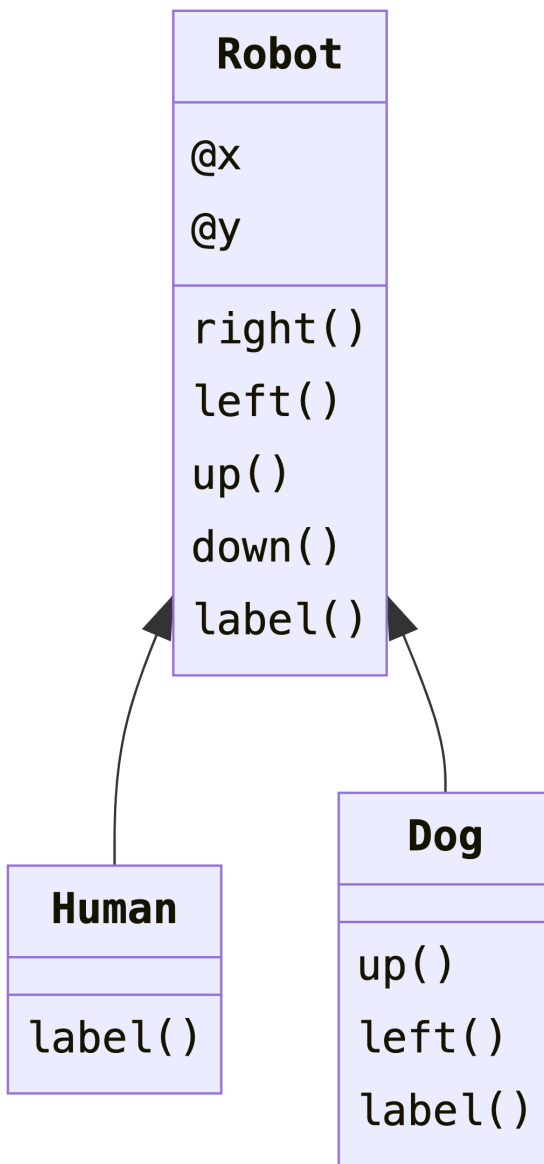 Robot
@x
@y
right()
left()
up()
down()
label()
Human
label()
Dog
up()
left()
label()